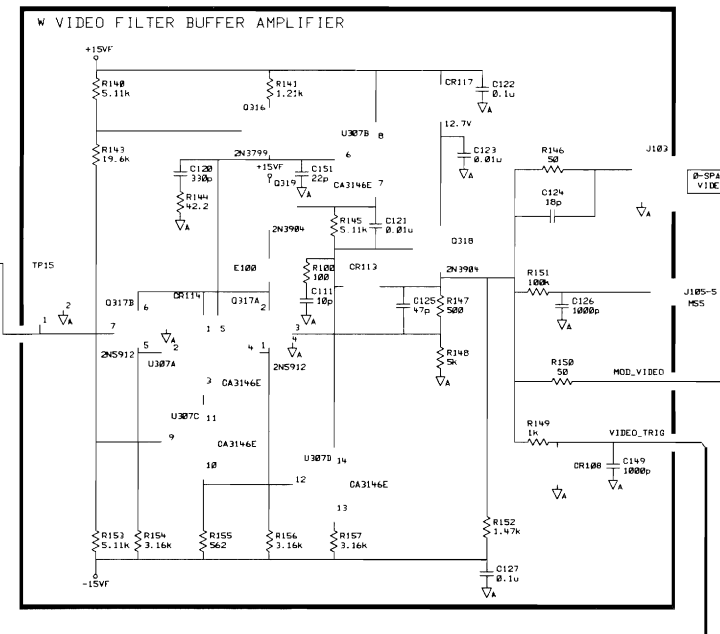 W VIDEO FILTER BUFFER AMPLIFIER
+15VF
R140
5.11k
R141
1.21k
Q316
CR117
C122
0.1u
A
U307B
8
12.7V
R143
19.6k
2N3799
6
C123
0.01u
A
R146
50
J103
C120
330p
+15VF
C151
22p
A
Q319
CA3146E
7
C124
18p
A
0-SPA
VIDE
R144
42.2
A
R145
5.11k
C121
0.01u
Q318
2N3904
TP15
E100
R100
100
CR113
2N3904
R151
100k
J105-5
MSS
Q317B
6
CR114
Q317A
2
C111
10p
A
C125
47p
R147
500
C126
1000p
A
1
2
A
7
A
2
1
5
3
4
5
2N5912
U307A
4
1
2N5912
A
R148
5k
A
R150
50
MOD_VIDEO
3
CA3146E
U307C
11
R149
1k
VIDEO_TRIG
9
CA3146E
10
U307D
14
CR108
C149
1000p
A
A
12
CA3146E
13
R152
1.47k
R153
5.11k
R154
3.16k
R155
562
R156
3.16k
R157
3.16k
C127
0.1u
A
-15VF